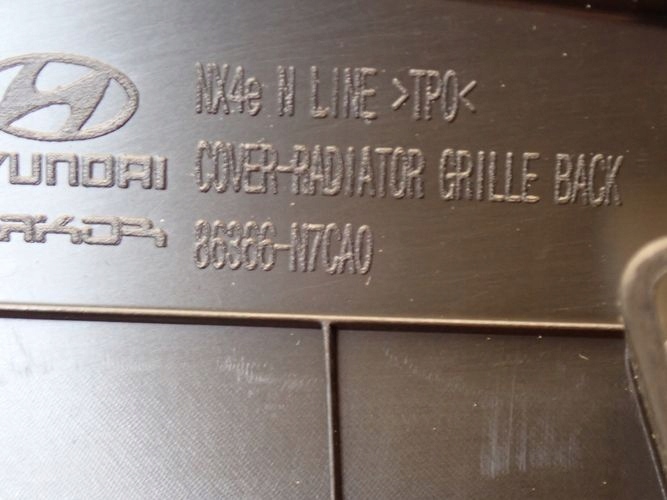 NX4e N LINE >TPO<
HYUNDAI COVER-RADIATOR GRILLE BACK
86366-N7CA0